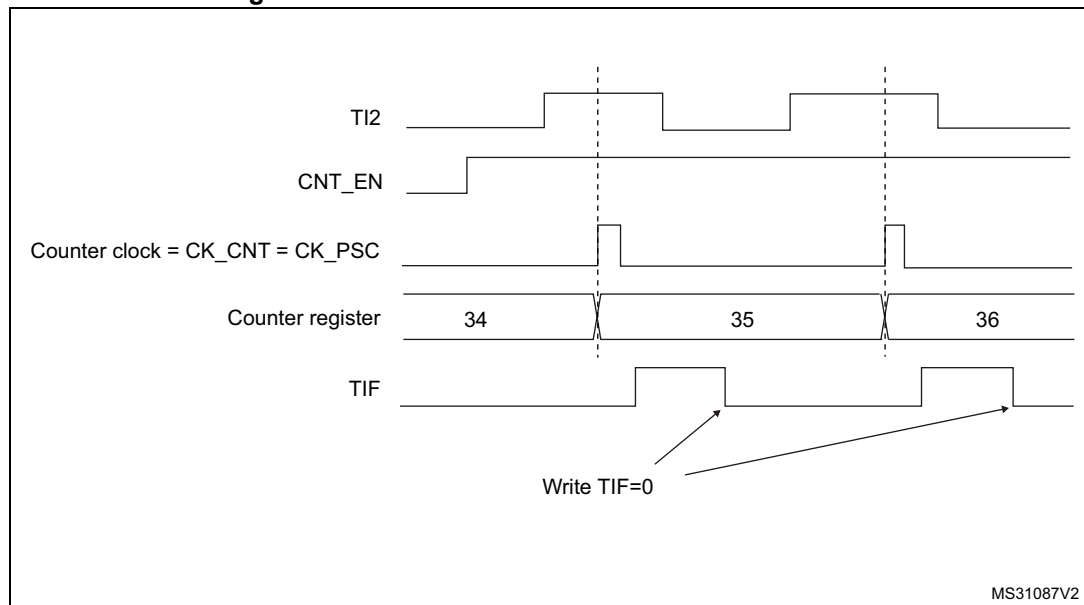 TI2
CNT_EN
Counter clock = CK_CNT = CK_PSC
Counter register 34 35 36
TIF
Write TIF=0
MS31087V2